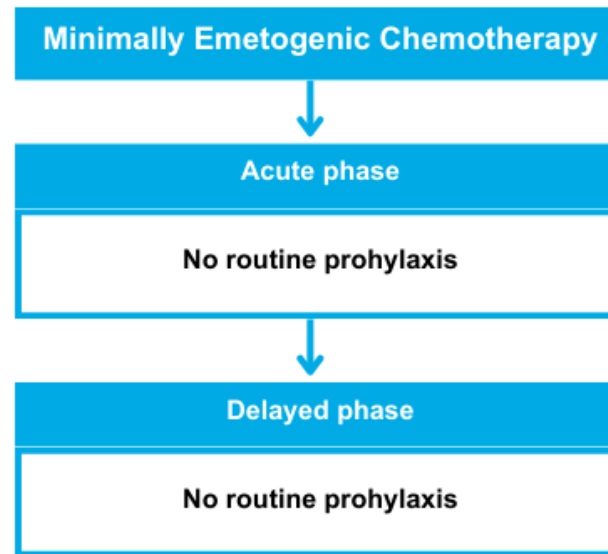 Minimally Emetogenic Chemotherapy
Acute phase
No routine prohylaxis
Delayed phase
No routine prohylaxis